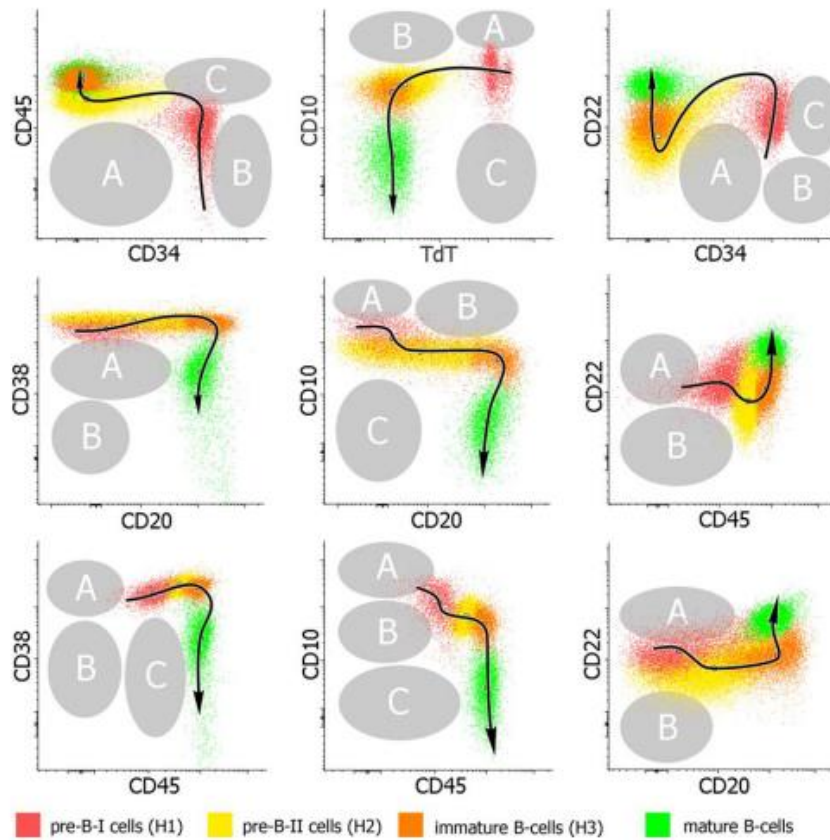 CD45
A
B
C
CD34
CD10
B
A
C
TdT
CD22
A
B
C
CD34
CD38
A
B
CD20
CD10
A
B
C
CD20
CD22
A
B
CD45
CD38
A
B
C
CD45
CD10
A
B
C
CD45
CD22
A
B
CD20
pre-B-I cells (H1)
pre-B-II cells (H2)
immature B-cells (H3)
mature B-cells